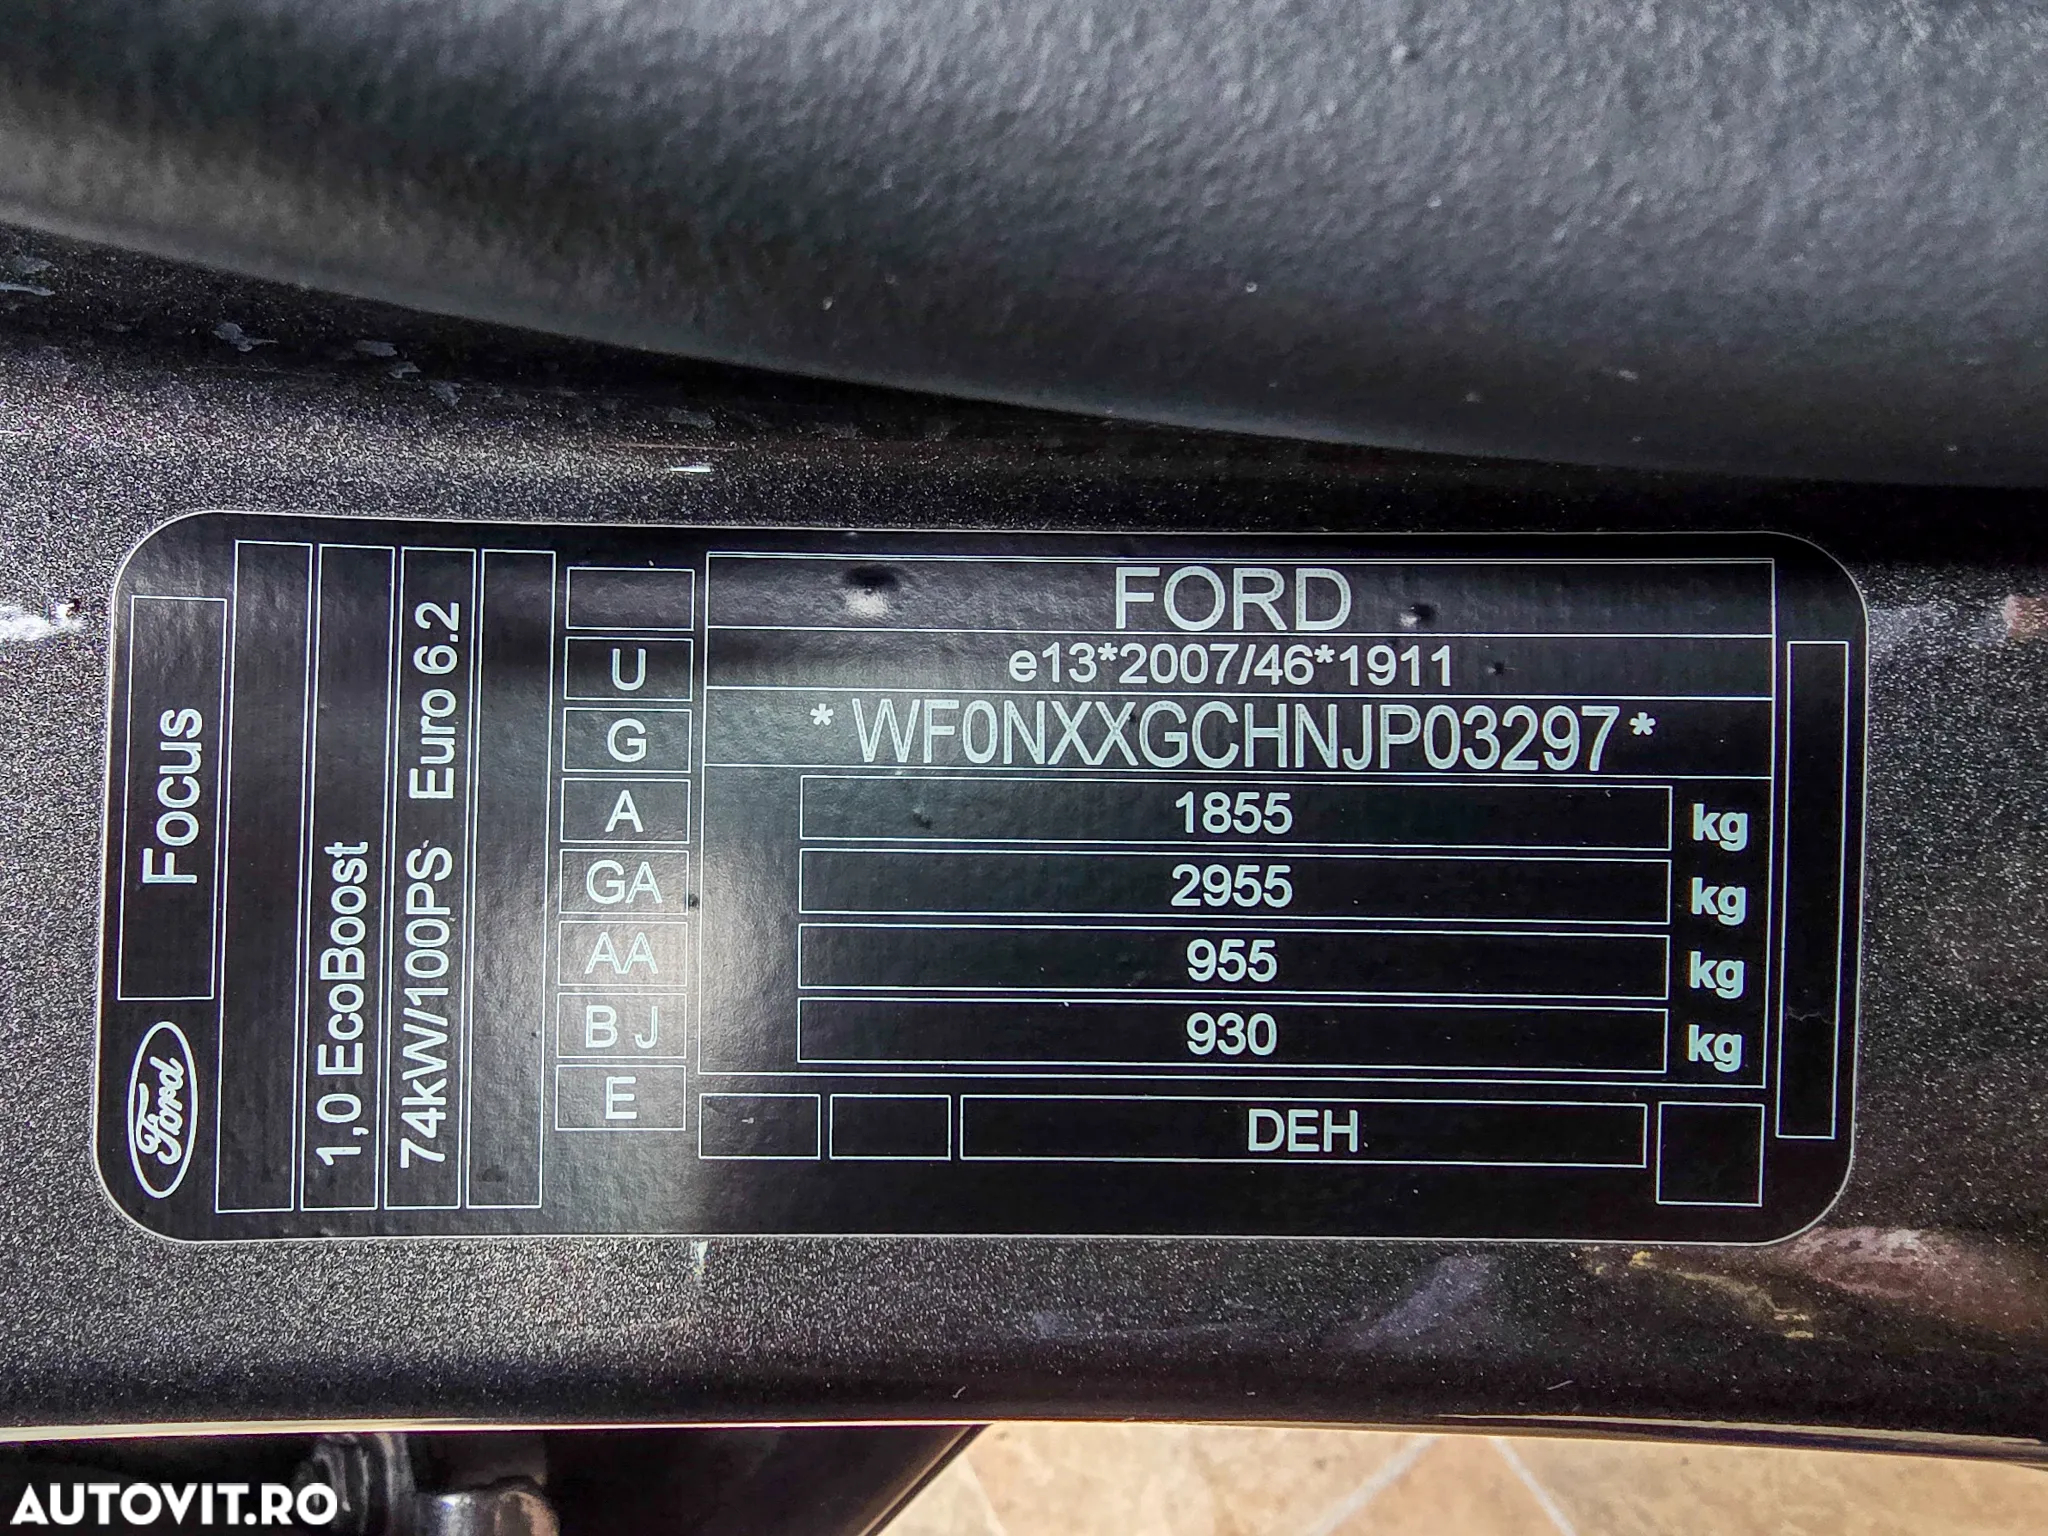 FORD
e13*2007/46*1911
*WF0NXXGCHNJP03297*
1855 kg
2955 kg
955 kg
930 kg
DEH
U
G
A
GA
AA
B J
E
Ford
Focus
1,0 EcoBoost
74kW/100PS Euro 6.2
AUTOVIT.RO